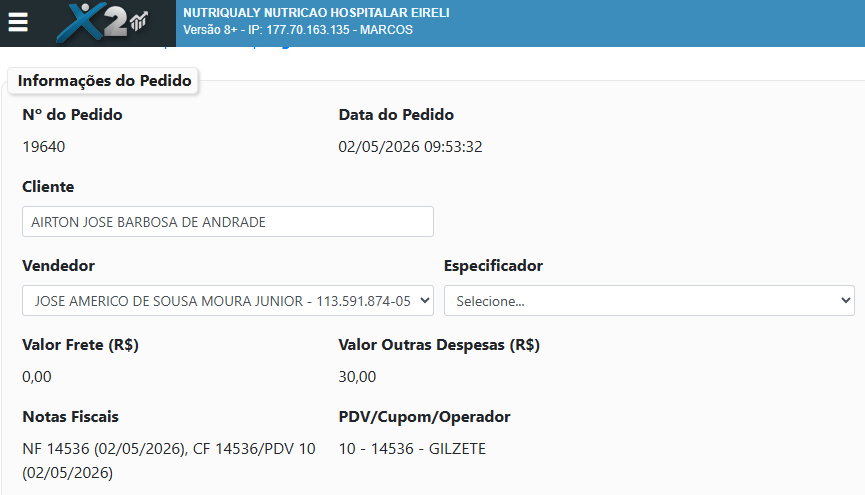 X2
NUTRIQUALY NUTRICAO HOSPITALAR EIRELI
Versão 8+ - IP: 177.70.163.135 - MARCOS
Informações do Pedido
Nº do Pedido
Data do Pedido
19640
02/05/2026 09:53:32
Cliente
AIRTON JOSE BARBOSA DE ANDRADE
Vendedor
Especificador
JOSE AMERICO DE SOUSA MOURA JUNIOR - 113.591.874-05
Selecione...
Valor Frete (R$)
Valor Outras Despesas (R$)
0,00
30,00
Notas Fiscais
PDV/Cupom/Operador
NF 14536 (02/05/2026), CF 14536/PDV 10
(02/05/2026)
10 - 14536 - GILZETE